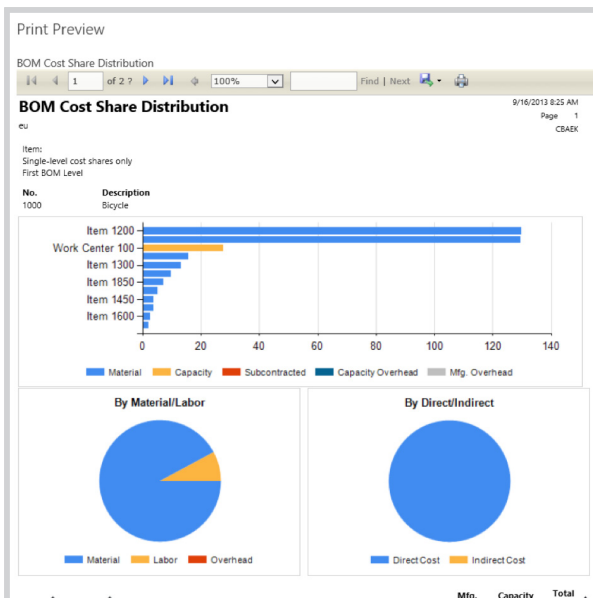 Print Preview
BOM Cost Share Distribution
1 of 2 ? 100% Find | Next
BOM Cost Share Distribution
9/16/2013 8:25 AM
eu
Page 1
CBAEK
Item:
Single-level cost shares only
First BOM Level
No. Description
1000 Bicycle
Item 1200
Work Center 100
Item 1300
Item 1850
Item 1450
Item 1600
0 20 40 60 80 100 120 140
Material Capacity Subcontracted Capacity Overhead Mfg. Overhead
By Material/Labor
Material Labor Overhead
By Direct/Indirect
Direct Cost Indirect Cost
Mfg. Capacity Total